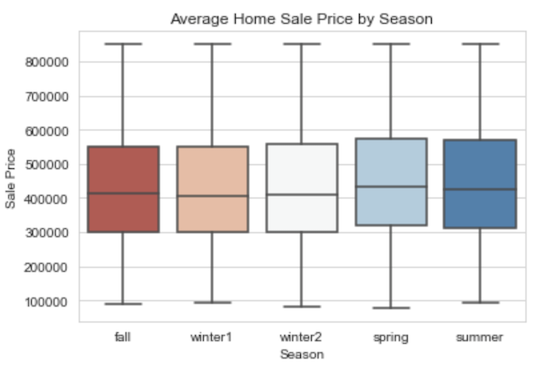 Average Home Sale Price by Season
Sale Price
800000
700000
600000
500000
400000
300000
200000
100000
fall winter1 winter2 spring summer
Season